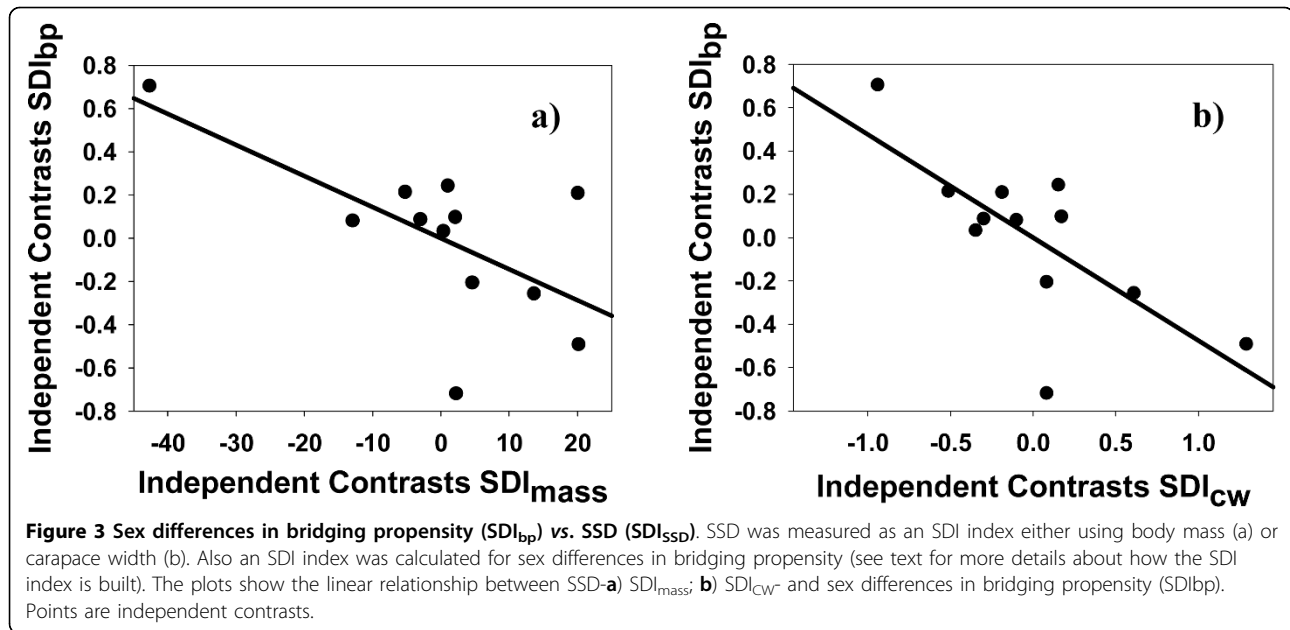 Independent Contrasts SDIbp
0.8
0.6
0.4
0.2
0.0
-0.2
-0.4
-0.6
-0.8
a)
-40 -30 -20 -10 0 10 20
Independent Contrasts SDImass
Independent Contrasts SDIbp
0.8
0.6
0.4
0.2
0.0
-0.2
-0.4
-0.6
-0.8
b)
-1.0 -0.5 0.0 0.5 1.0
Independent Contrasts SDIcw
Figure 3 Sex differences in bridging propensity (SDIbp) vs. SSD (SDISSD). SSD was measured as an SDI index either using body mass (a) or
carapace width (b). Also an SDI index was calculated for sex differences in bridging propensity (see text for more details about how the SDI
index is built). The plots show the linear relationship between SSD-a) SDImass; b) SDICW- and sex differences in bridging propensity (SDIbp).
Points are independent contrasts.